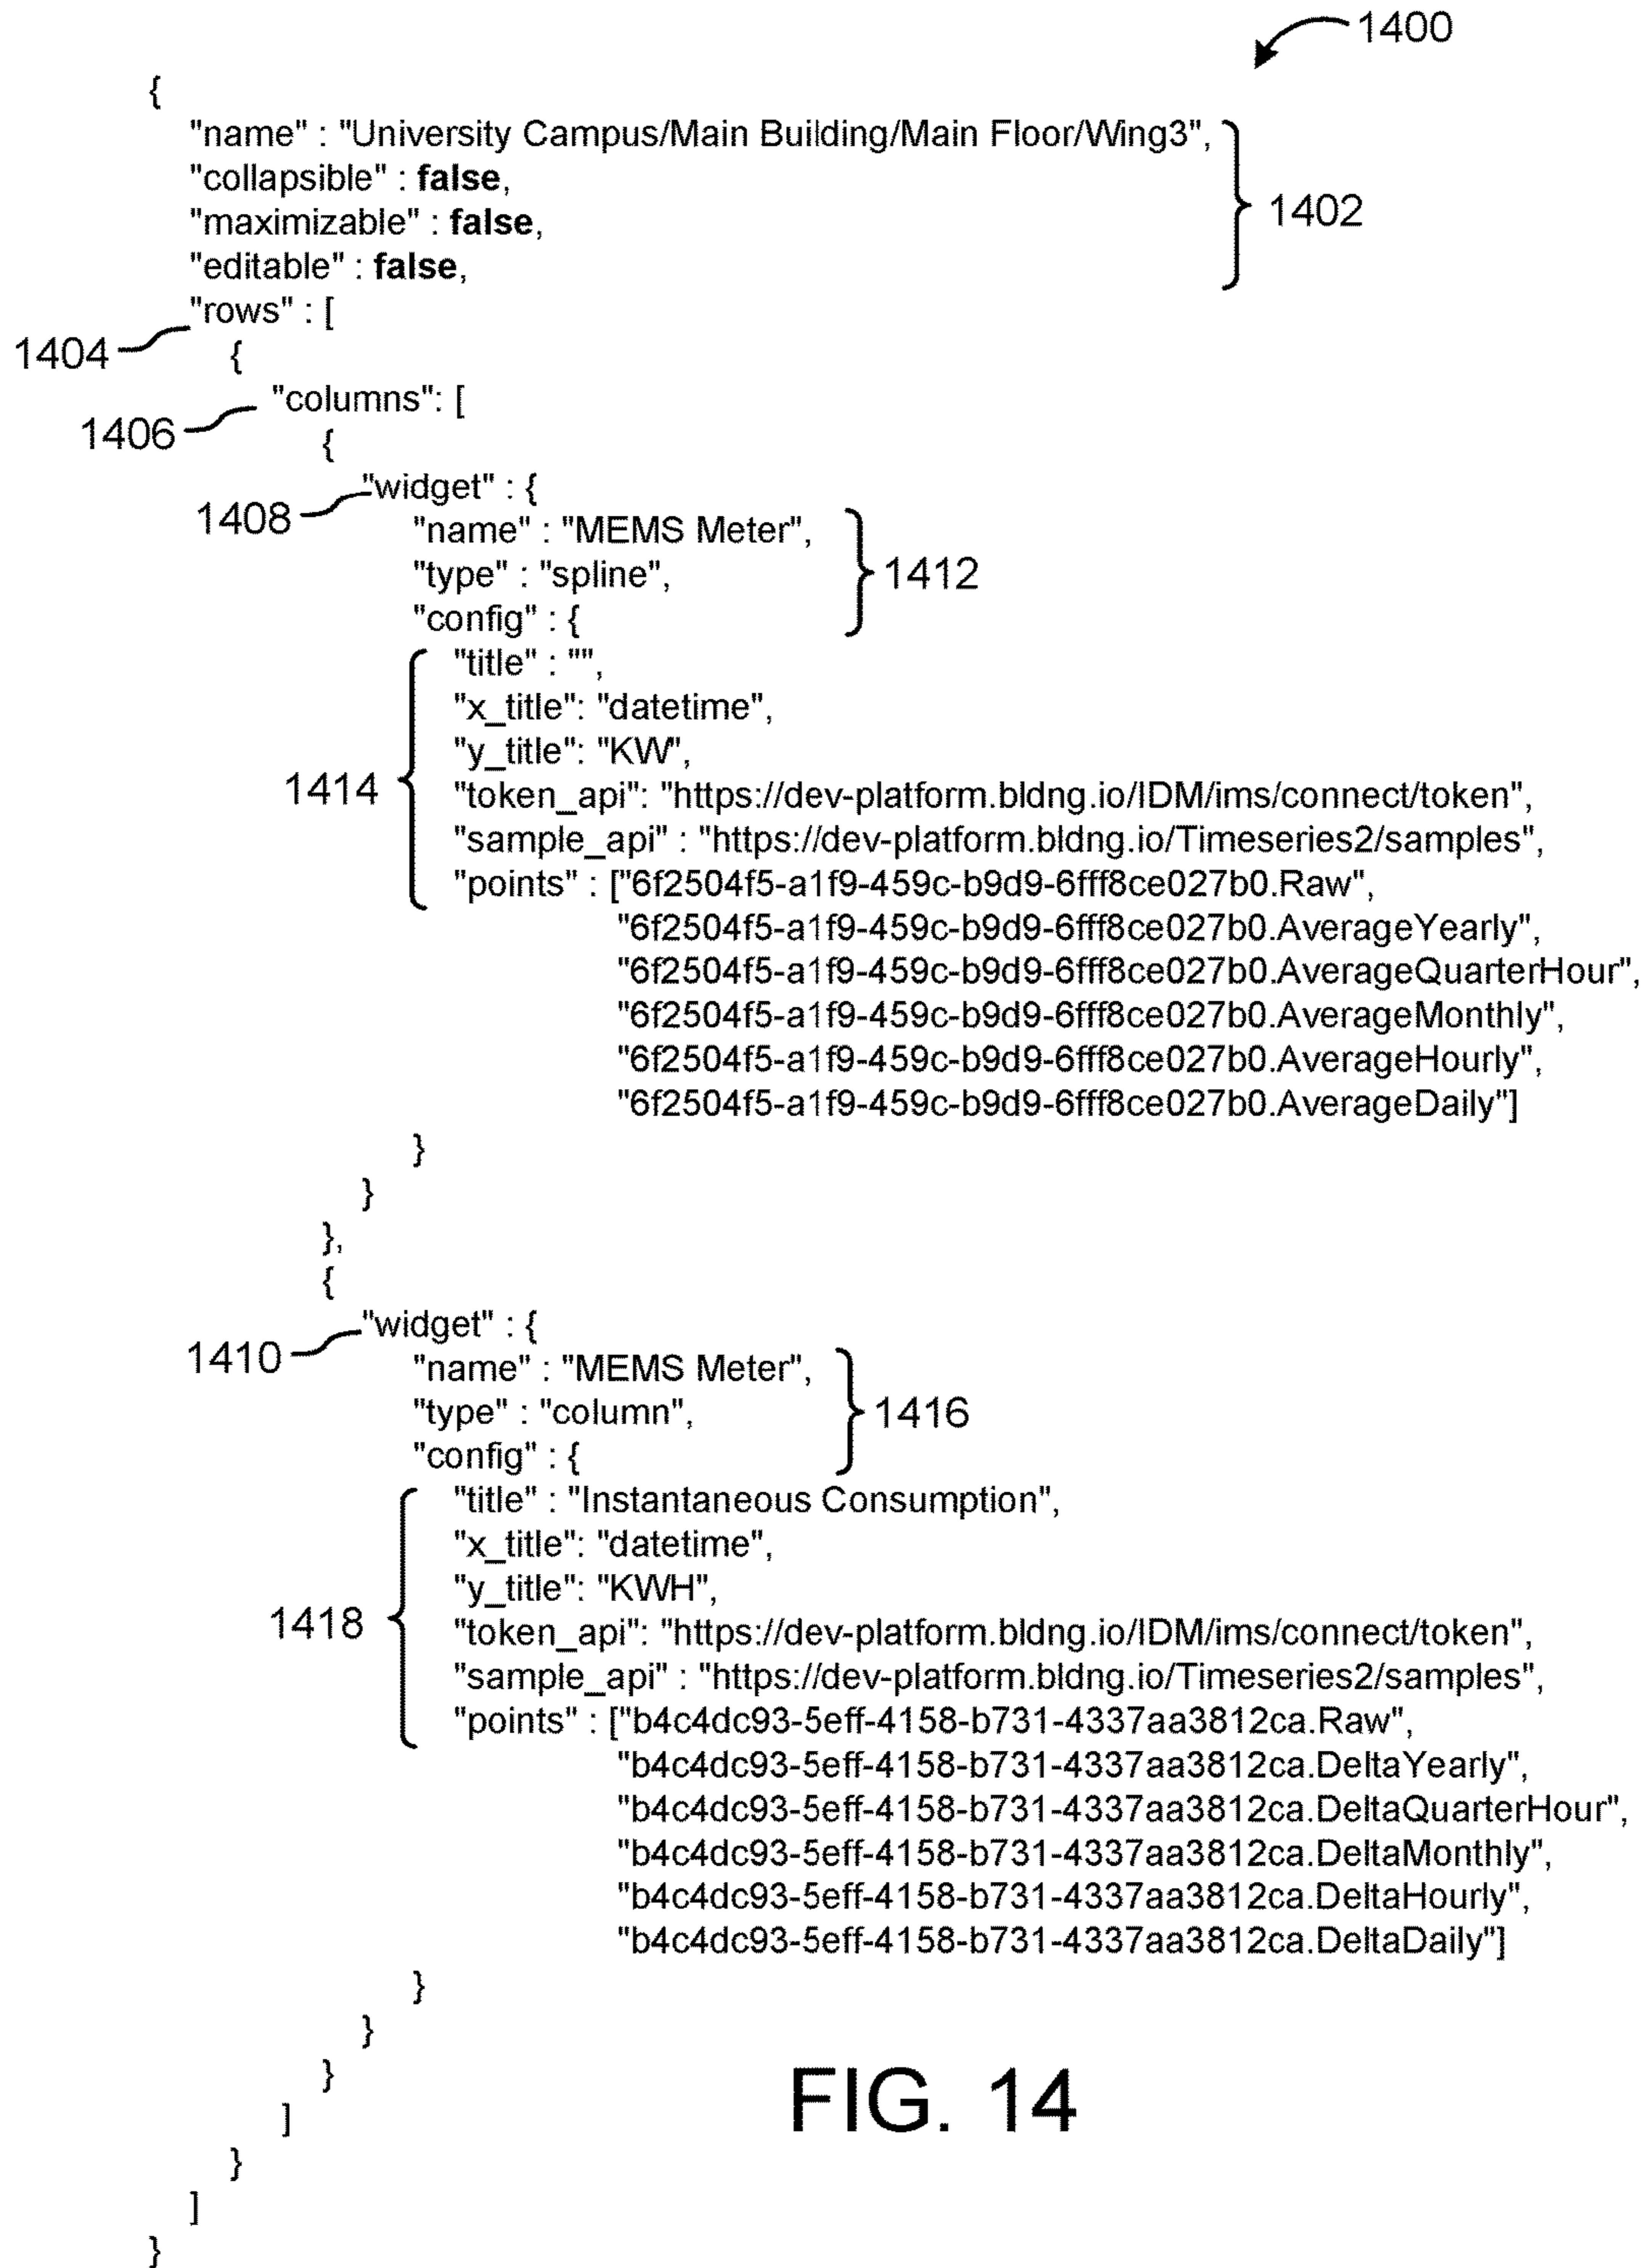 1400
{
"name" : "University Campus/Main Building/Main Floor/Wing3",
"collapsible" : false,
"maximizable" : false,
1402
"editable" : false,
"rows" : [
1404
{
"columns": [
1406
{
"widget" : {
1408
"name" : "MEMS Meter",
"type" : "spline",
1412
"config" : {
"title" : "",
"x_title": "datetime",
"y_title": "KW",
1414
"token_api": "https://dev-platform.bldng.io/IDM/ims/connect/token",
"sample_api" : "https://dev-platform.bldng.io/Timeseries2/samples",
"points" : ["6f2504f5-a1f9-459c-b9d9-6fff8ce027b0.Raw",
"6f2504f5-a1f9-459c-b9d9-6fff8ce027b0.AverageYearly",
"6f2504f5-a1f9-459c-b9d9-6fff8ce027b0.AverageQuarterHour",
"6f2504f5-a1f9-459c-b9d9-6fff8ce027b0.AverageMonthly",
"6f2504f5-a1f9-459c-b9d9-6fff8ce027b0.AverageHourly",
"6f2504f5-a1f9-459c-b9d9-6fff8ce027b0.AverageDaily"]
}
}
},
{
"widget" : {
1410
"name" : "MEMS Meter",
"type" : "column",
1416
"config" : {
"title" : "Instantaneous Consumption",
"x_title": "datetime",
"y_title": "KWH",
1418
"token_api": "https://dev-platform.bldng.io/IDM/ims/connect/token",
"sample_api" : "https://dev-platform.bldng.io/Timeseries2/samples",
"points" : ["b4c4dc93-5eff-4158-b731-4337aa3812ca.Raw",
"b4c4dc93-5eff-4158-b731-4337aa3812ca.DeltaYearly",
"b4c4dc93-5eff-4158-b731-4337aa3812ca.DeltaQuarterHour",
"b4c4dc93-5eff-4158-b731-4337aa3812ca.DeltaMonthly",
"b4c4dc93-5eff-4158-b731-4337aa3812ca.DeltaHourly",
"b4c4dc93-5eff-4158-b731-4337aa3812ca.DeltaDaily"]
}
}
}
]
}
]
}
FIG. 14